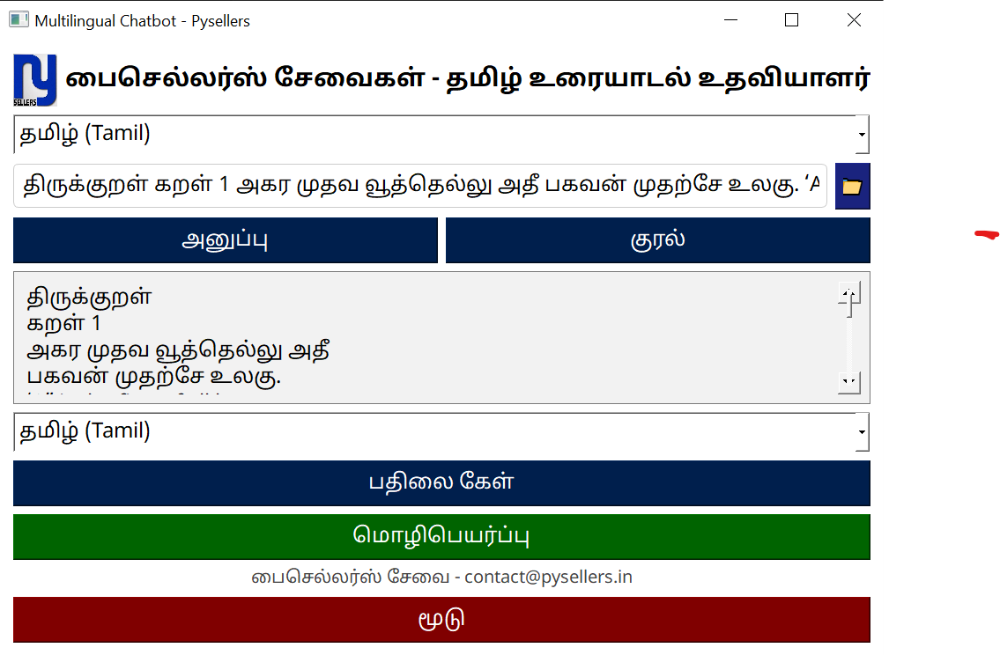 Multilingual Chatbot - Pysellers
SELLERS
பைசெல்லர்ஸ் சேவைகள் - தமிழ் உரையாடல் உதவியாளர்
தமிழ் (Tamil)
திருக்குறள் கறள் 1 அகர முதவ வூத்தெல்லு அதீ பகவன் முதற்சே உலகு. ‘A
அனுப்பு
குரல்
திருக்குறள்
கறள் 1
அகர முதவ வூத்தெல்லு அதீ
பகவன் முதற்சே உலகு.
தமிழ் (Tamil)
பதிலை கேள்
மொழிபெயர்ப்பு
பைசெல்லர்ஸ் சேவை - contact@pysellers.in
மூடு